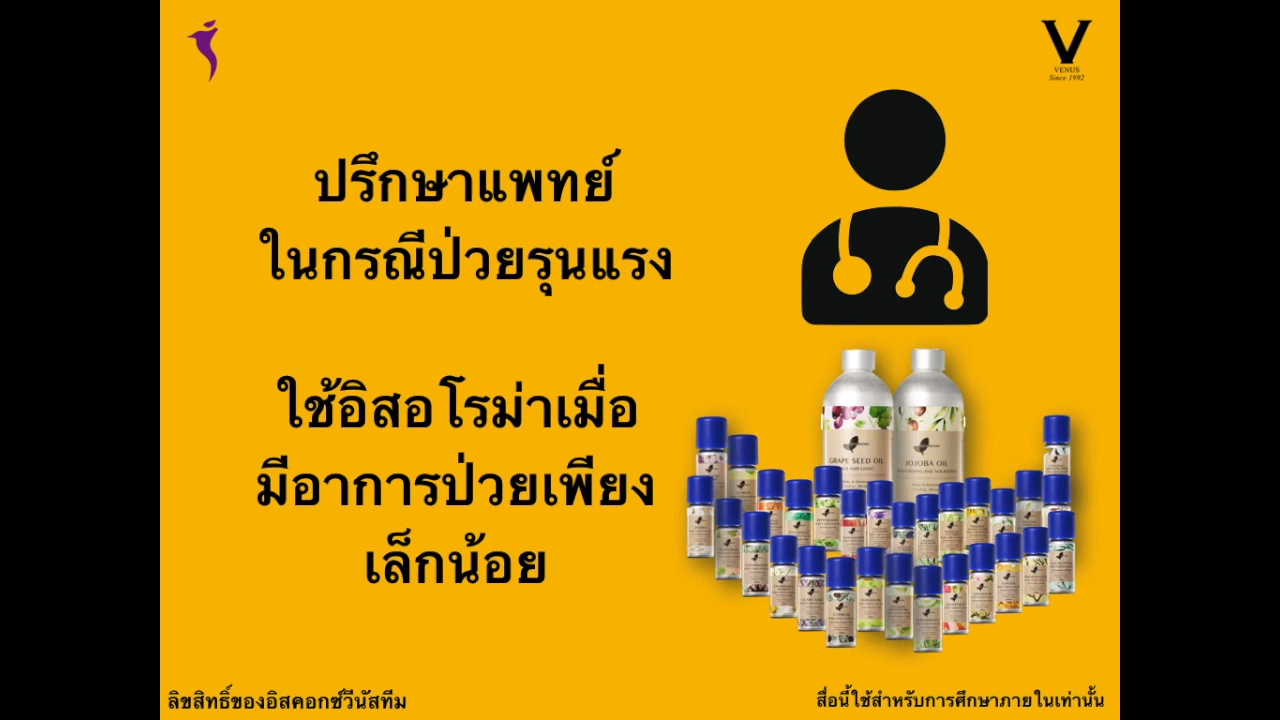 V
VENUS
Since 1992
ปรึกษาแพทย์
ในกรณีป่วยรุนแรง
ใช้อิสอโรม่าเมื่อ
มีอาการป่วยเพียง
เล็กน้อย
GRAPE SEED OIL
JOJOBA OIL
ลิขสิทธิ์ของอิสคอกซ์วีนัสทีม
สื่อนี้ใช้สำหรับการศึกษาภายในเท่านั้น